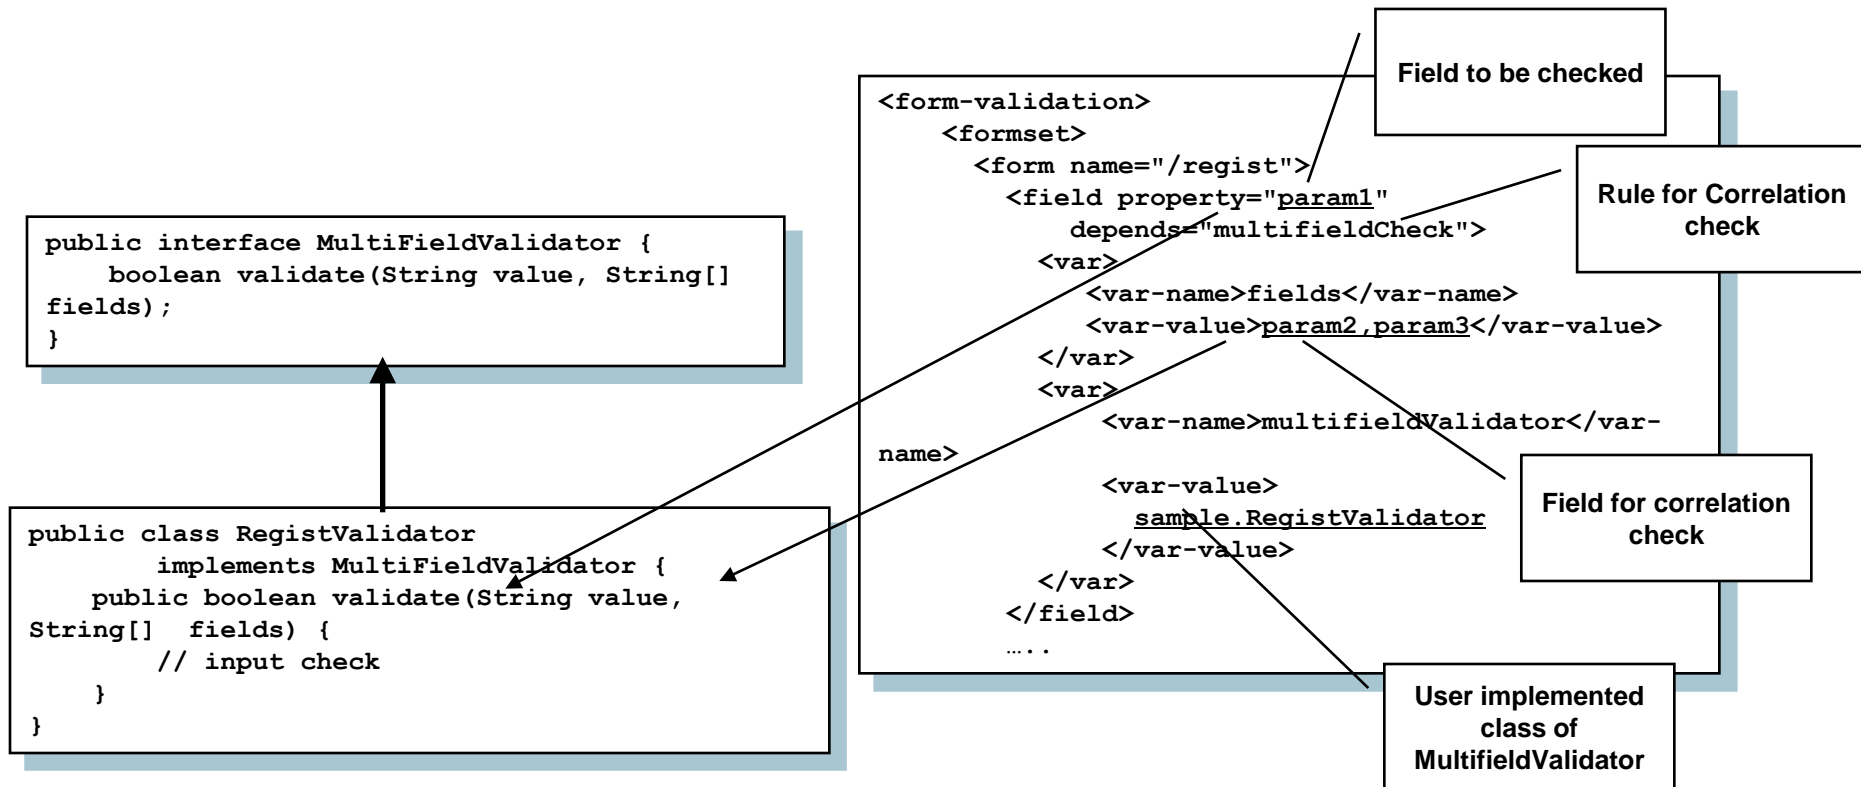 public interface MultiFieldValidator {
    boolean validate(String value, String[]
fields);
}
public class RegistValidator
        implements MultiFieldValidator {
    public boolean validate(String value,
String[]  fields) {
        // input check
    }
}
<form-validation>
    <formset>
      <form name="/regist">
        <field property="param1"
            depends="multifieldCheck">
          <var>
             <var-name>fields</var-name>
             <var-value>param2,param3</var-value>
          </var>
          <var>
              <var-name>multifieldValidator</var-
name>
              <var-value>
                sample.RegistValidator
              </var-value>
          </var>
        </field>
        …..
Field to be checked
Rule for Correlation
check
Field for correlation
check
User implemented
class of
MultifieldValidator